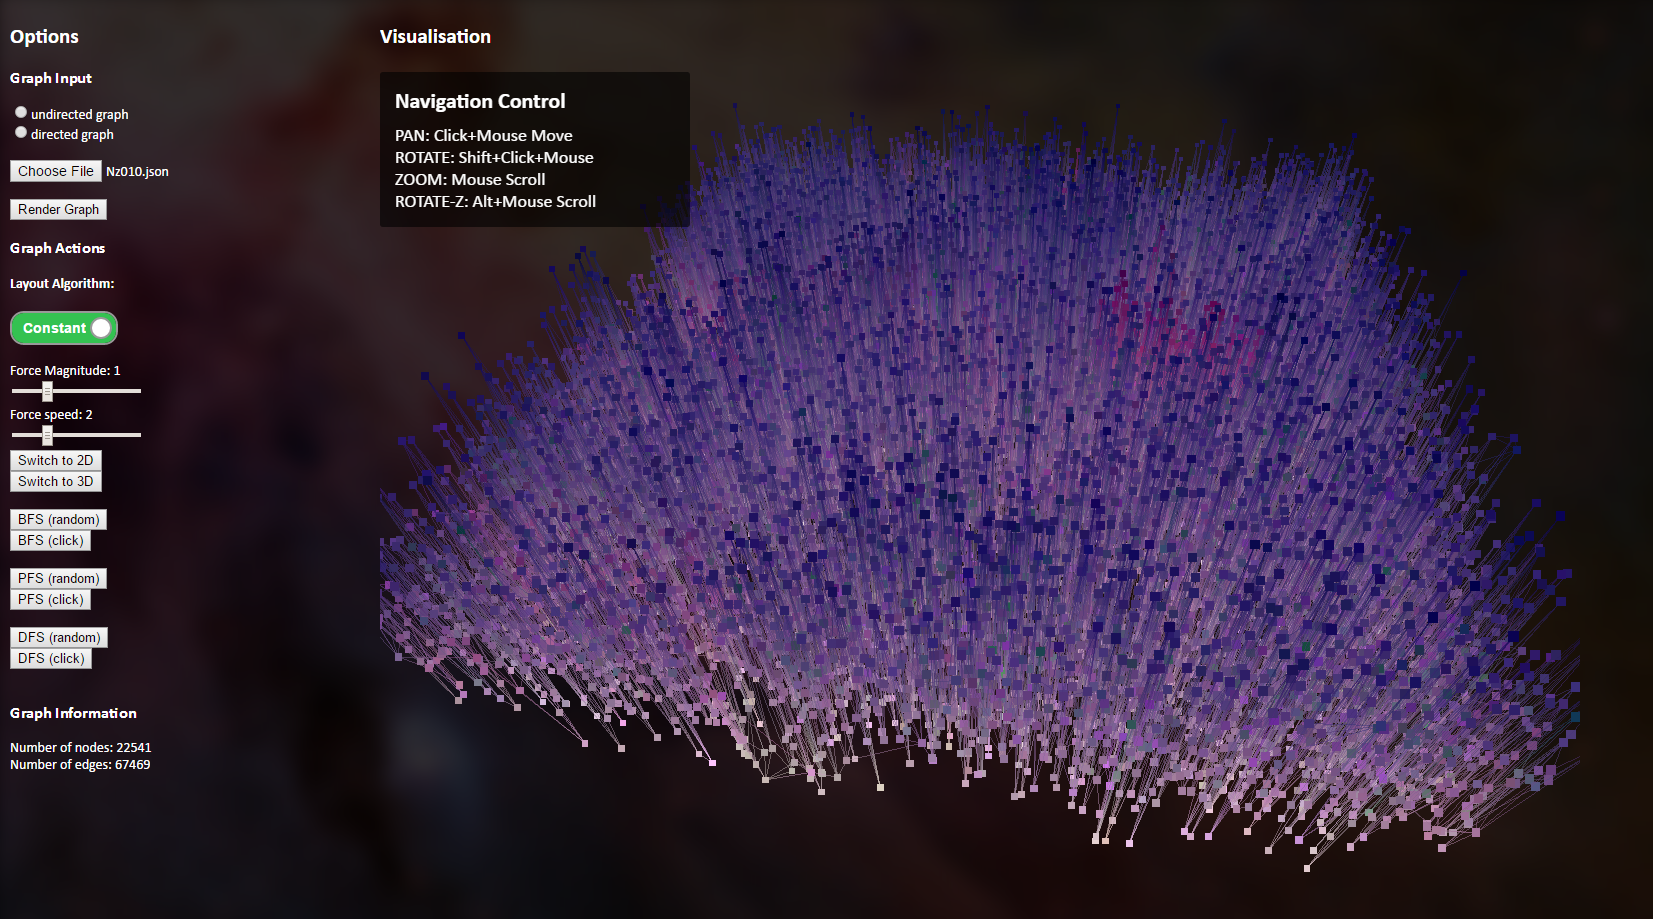 Options
Graph Input
undirected graph
directed graph
Choose File Nz010.json
Render Graph
Graph Actions
Layout Algorithm:
Constant
Force Magnitude: 1
Force speed: 2
Switch to 2D
Switch to 3D
BFS (random)
BFS (click)
PFS (random)
PFS (click)
DFS (random)
DFS (click)
Graph Information
Number of nodes: 22541
Number of edges: 67469
Visualisation
Navigation Control
PAN: Click+Mouse Move
ROTATE: Shift+Click+Mouse
ZOOM: Mouse Scroll
ROTATE-Z: Alt+Mouse Scroll